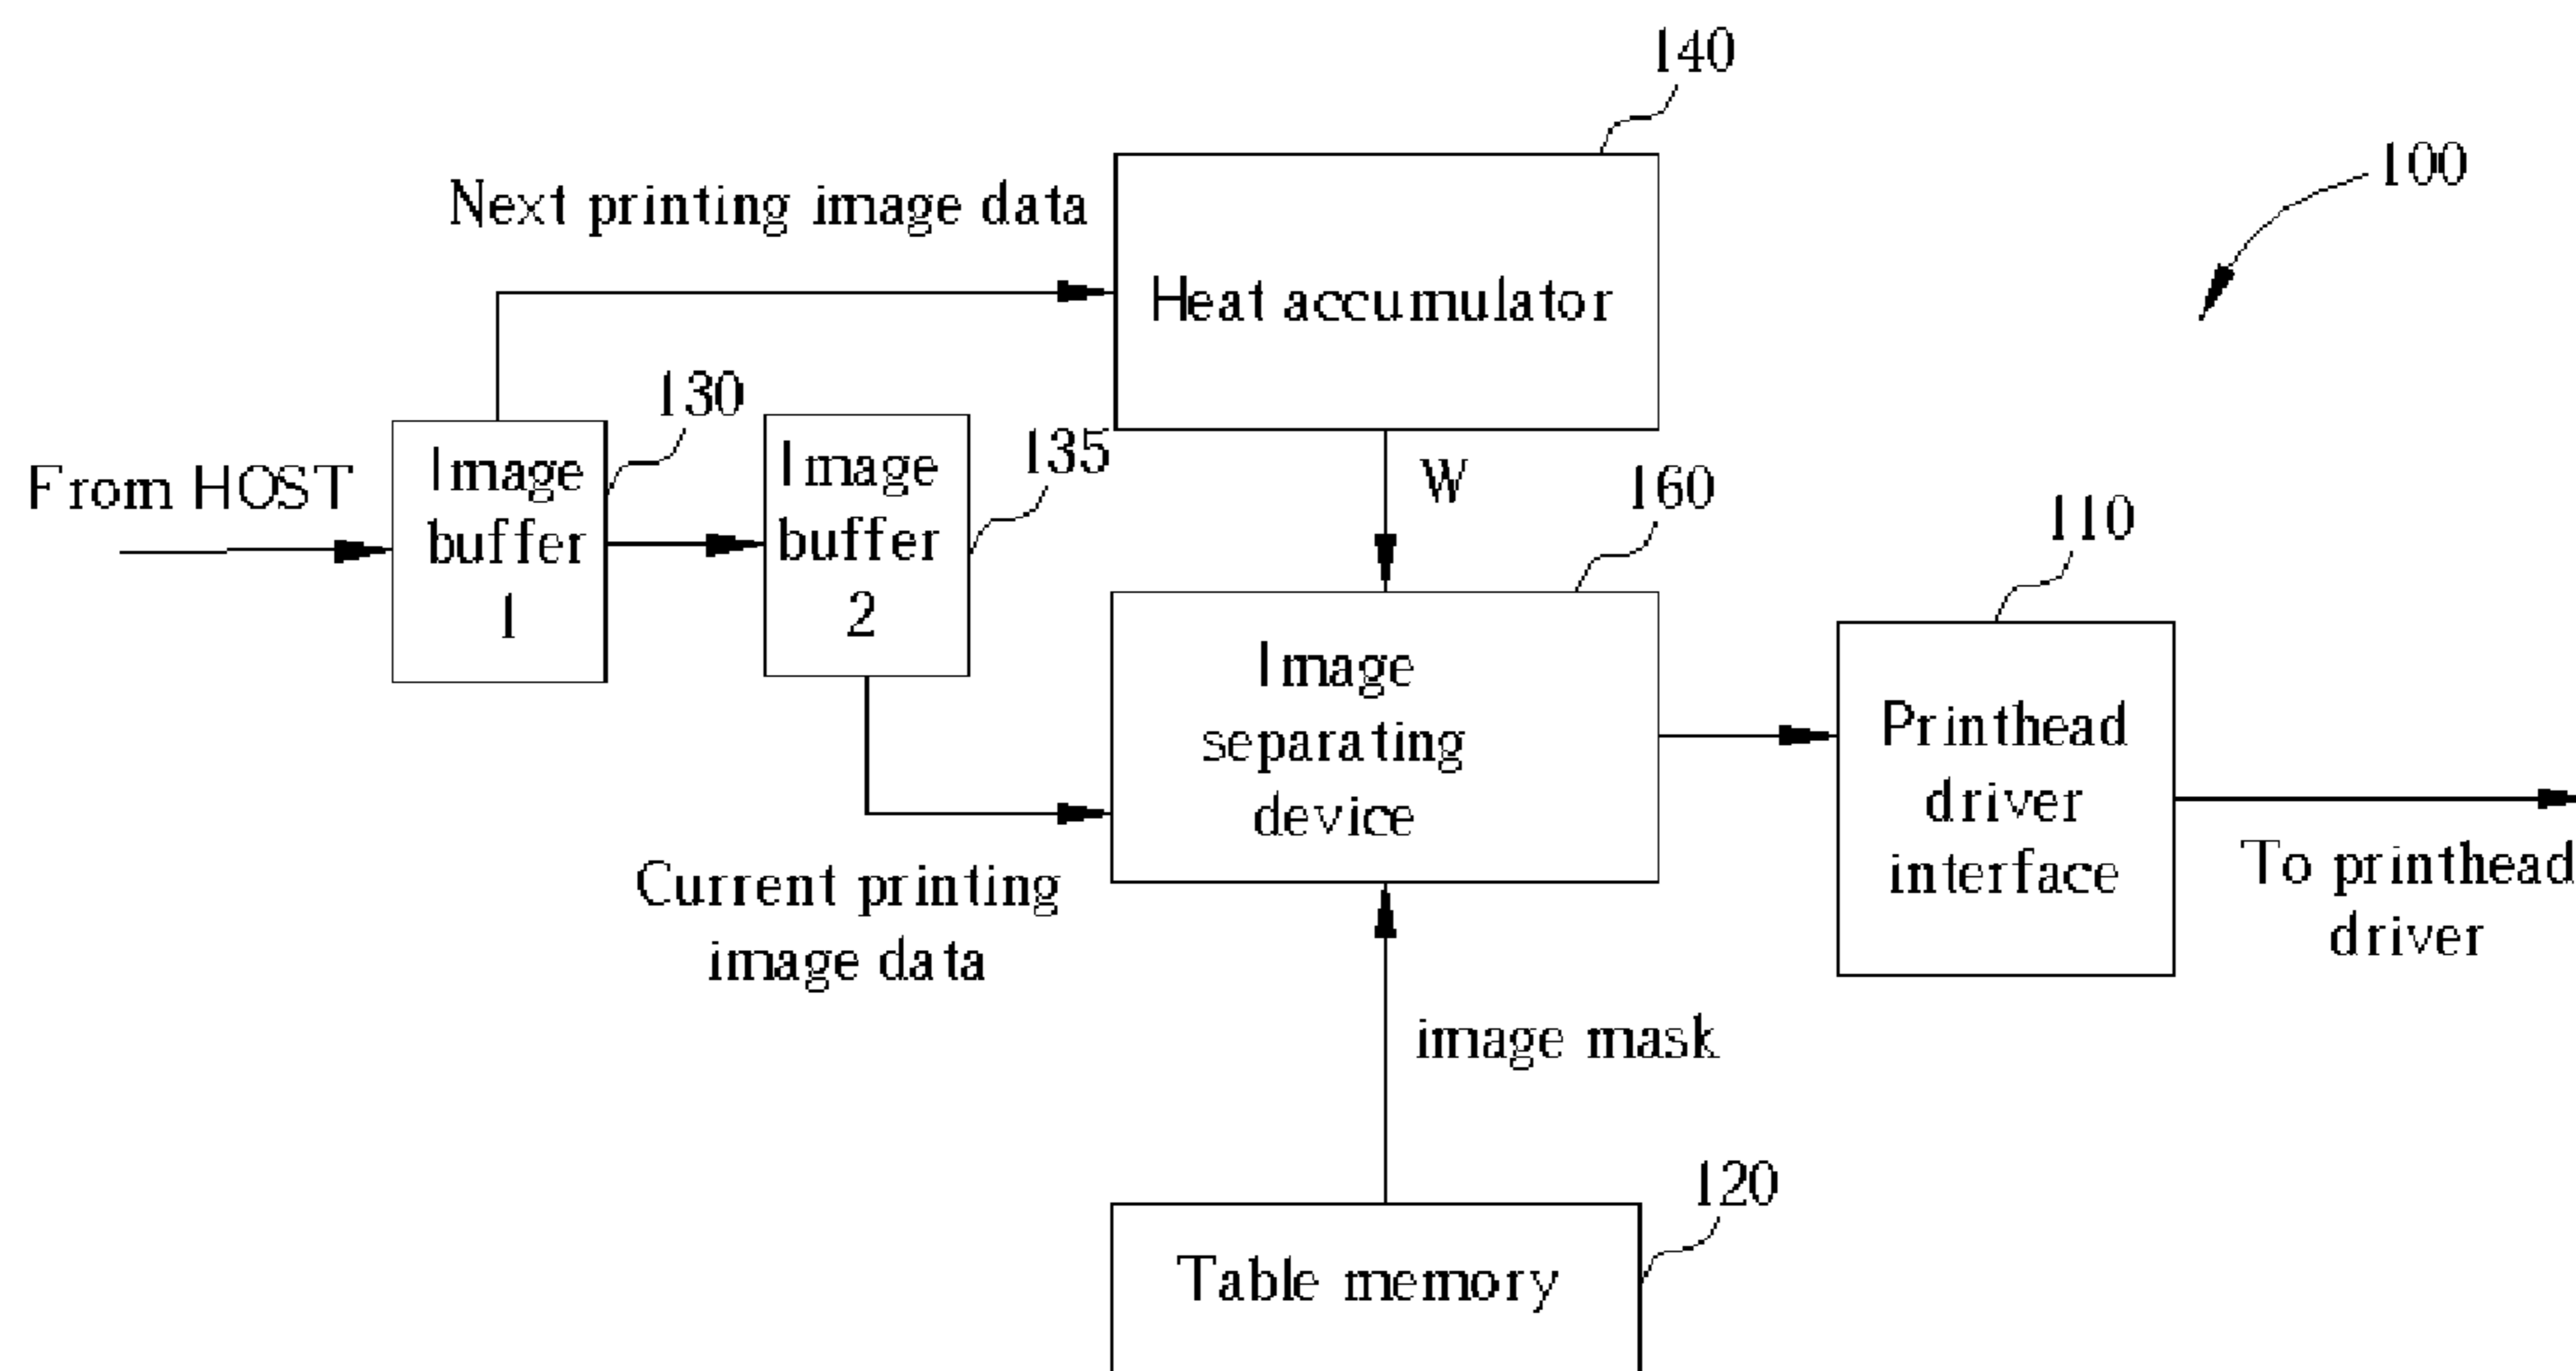 140
100
Next printing image data
Heat accumulator
130
135
From HOST
Image
buffer
1
Image
buffer
2
W
160
110
Image
separating
device
Printhead
driver
interface
To printhead
driver
Current printing
image data
image mask
120
Table memory